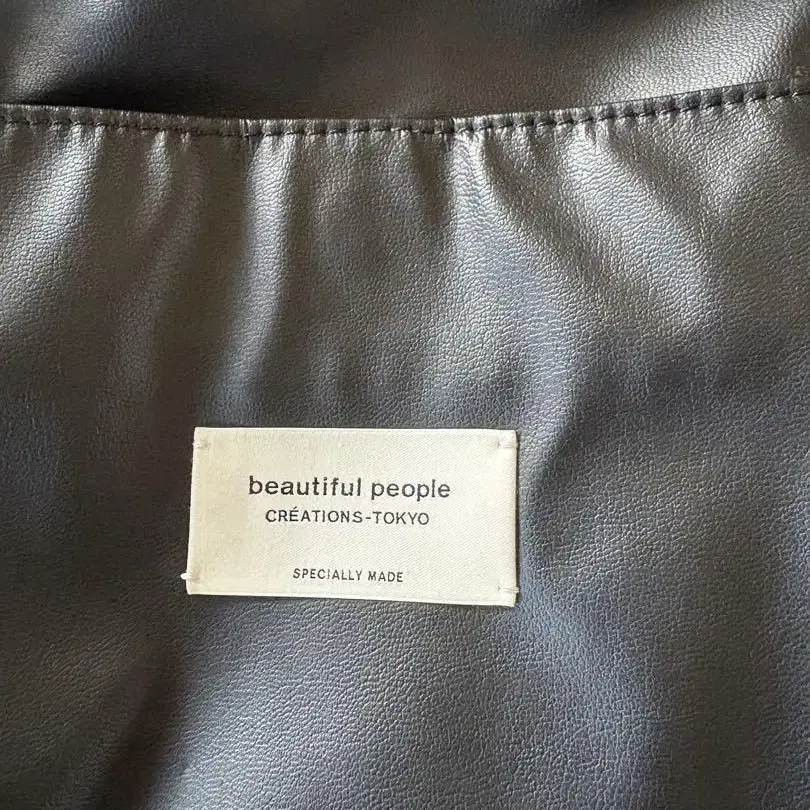 beautiful people
CRÉATIONS-TOKYO
SPECIALLY MADE